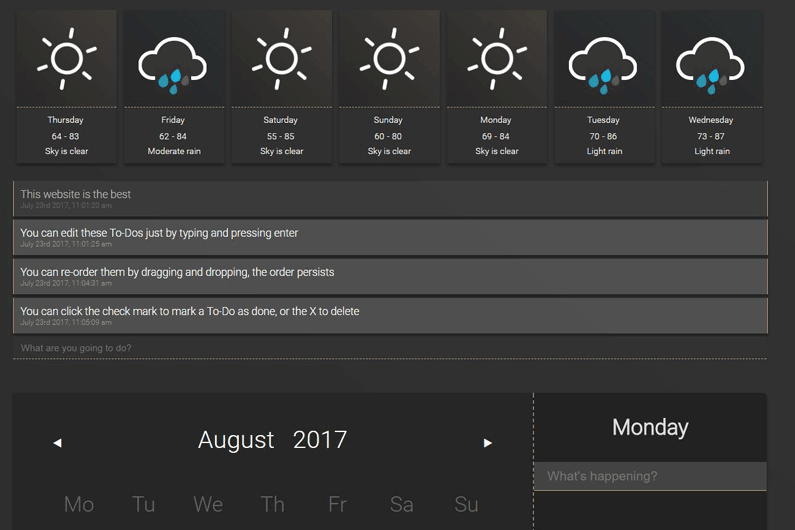 Thursday Friday Saturday Sunday Monday Tuesday Wednesday
64 - 83 62 - 84 55 - 85 60 - 80 69 - 84 70 - 86 73 - 87
Sky is clear Moderate rain Sky is clear Sky is clear Sky is clear Light rain Light rain
This website is the best
July 23rd 2017, 11:01:20 am
You can edit these To-Dos just by typing and pressing enter
July 23rd 2017, 11:01:25 am
You can re-order them by dragging and dropping, the order persists
July 23rd 2017, 11:04:31 am
You can click the check mark to mark a To-Do as done, or the X to delete
July 23rd 2017, 11:05:09 am
What are you going to do?
August 2017
Monday
What's happening?
Mo Tu We Th Fr Sa Su